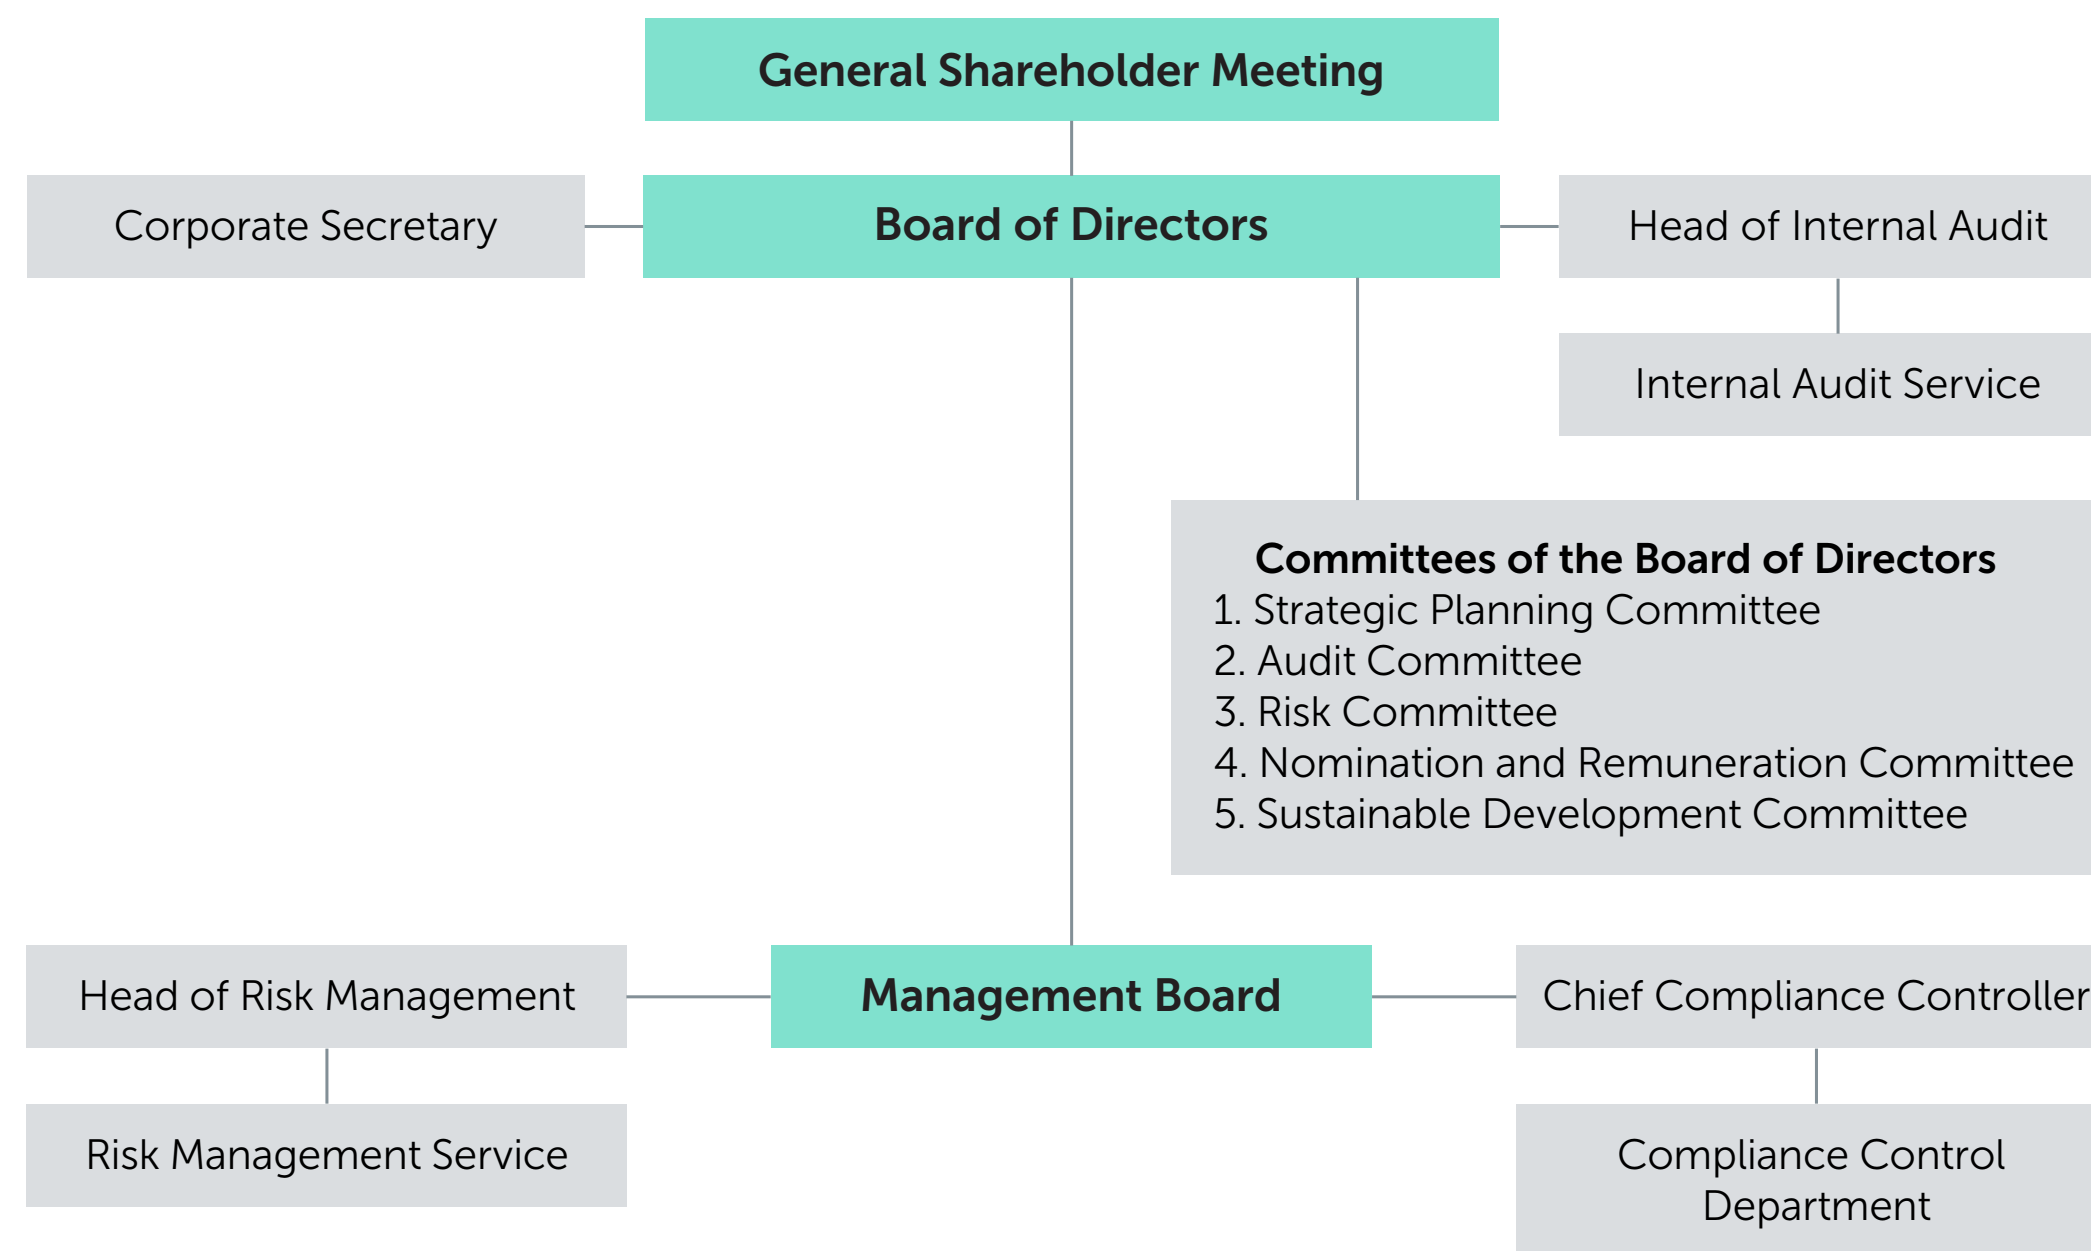 General Shareholder Meeting
Corporate Secretary
Board of Directors
Head of Internal Audit
Internal Audit Service
Committees of the Board of Directors
1. Strategic Planning Committee
2. Audit Committee
3. Risk Committee
4. Nomination and Remuneration Committee
5. Sustainable Development Committee
Head of Risk Management
Management Board
Chief Compliance Controller
Risk Management Service
Compliance Control
Department